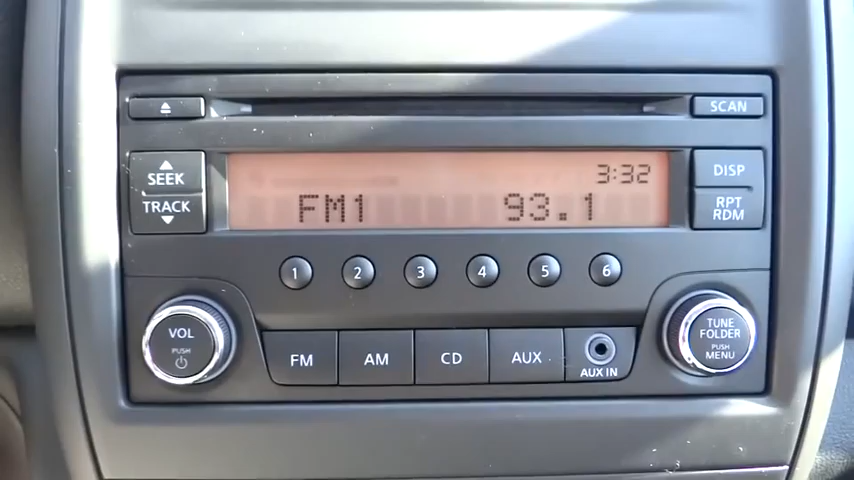 SCAN
SEEK
TRACK
3:32
FM1 93.1
DISP
RPT
RDM
1 2 3 4 5 6
VOL
PUSH
FM AM CD AUX
AUX IN
TUNE
FOLDER
PUSH
MENU